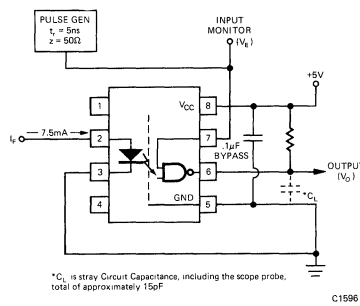 PULSE GEN
tr = 5ns
z = 50Ω
INPUT
MONITOR
(VE)
+5V
1
VCC
8
7.5mA
IF
2
7
.1µF
BYPASS
3
6
OUTPUT
(VO)
*CL
GND
4
5
*CL is stray Circuit Capacitance, including the scope probe,
total of approximately 15pF
C1596